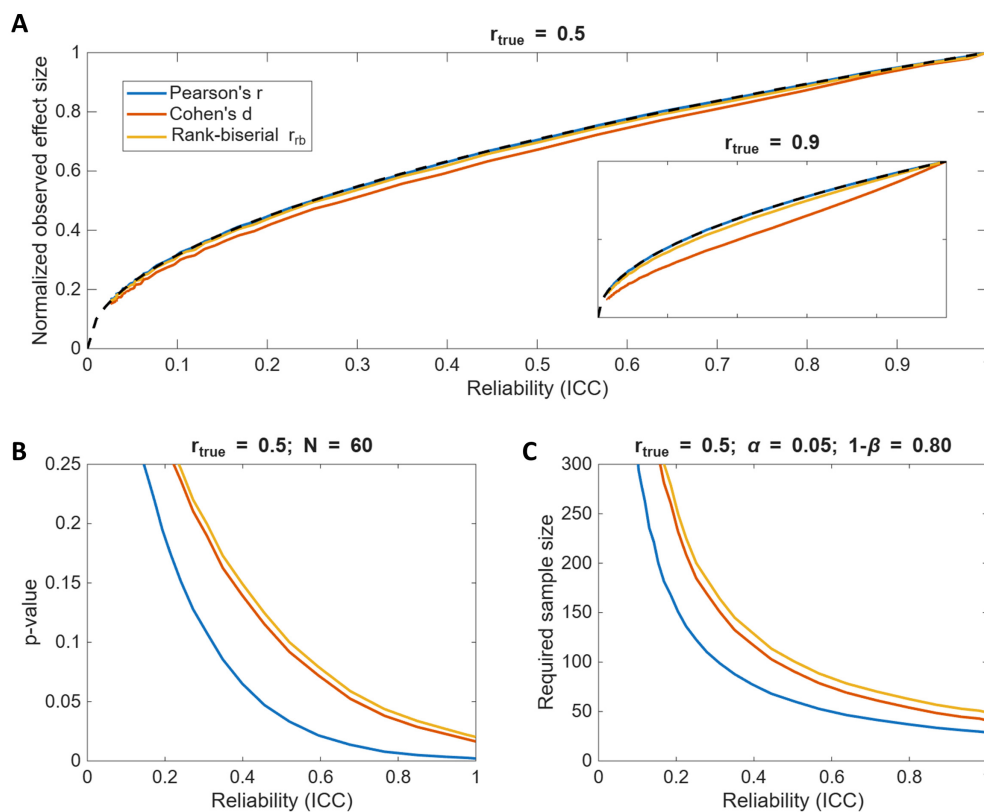 A
r_true = 0.5
Normalized observed effect size
1
0.8
0.6
0.4
0.2
0
Pearson's r
Cohen's d
Rank-biserial r_rb
r_true = 0.9
0 0.1 0.2 0.3 0.4 0.5 0.6 0.7 0.8 0.9
Reliability (ICC)
B
r_true = 0.5; N = 60
p-value
0.25
0.2
0.15
0.1
0.05
0
0 0.2 0.4 0.6 0.8 1
Reliability (ICC)
C
r_true = 0.5; α = 0.05; 1-β = 0.80
Required sample size
300
250
200
150
100
50
0
0 0.2 0.4 0.6 0.8
Reliability (ICC)